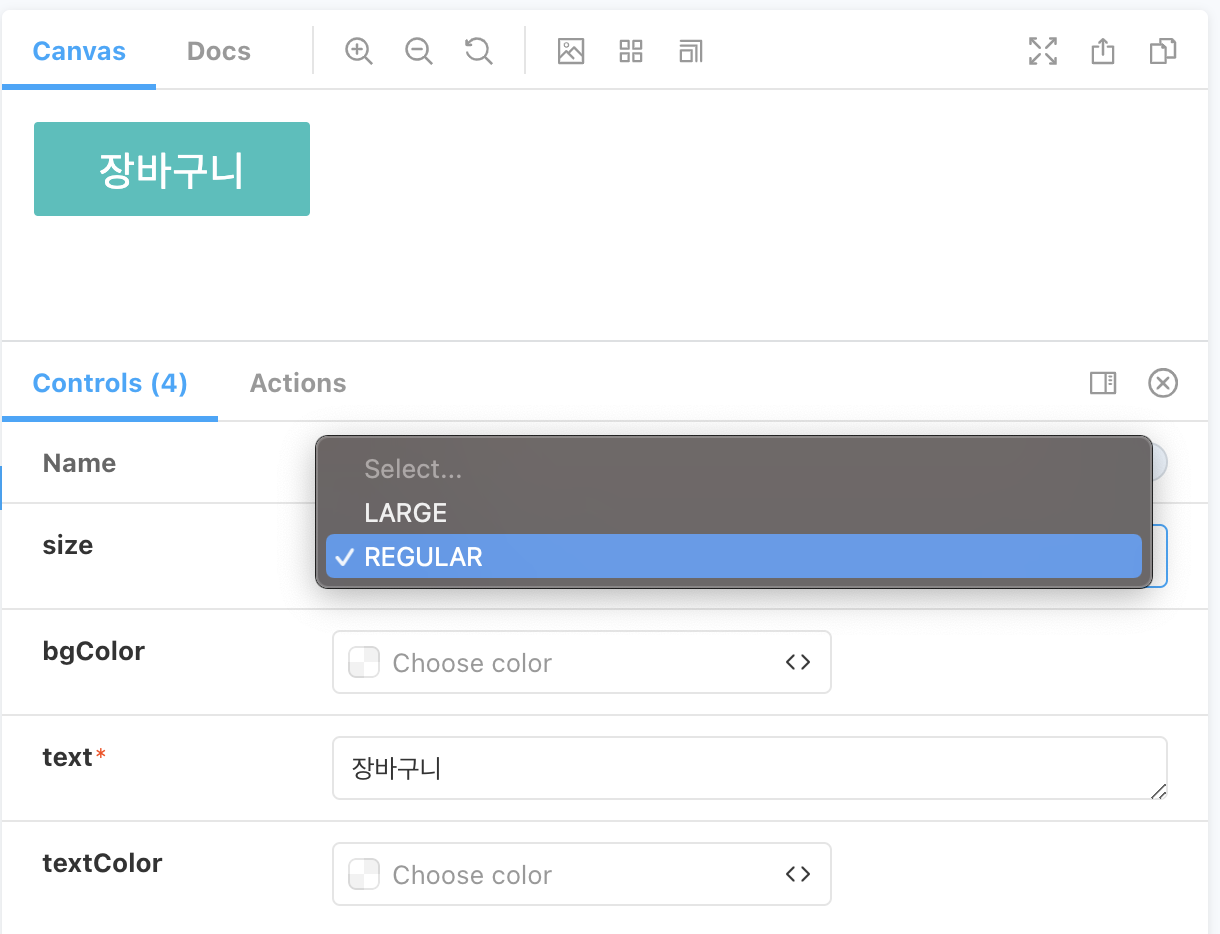 Canvas Docs
장바구니
Controls (4) Actions
Name
Select...
LARGE
size
✓ REGULAR
bgColor
Choose color
text*
장바구니
textColor
Choose color